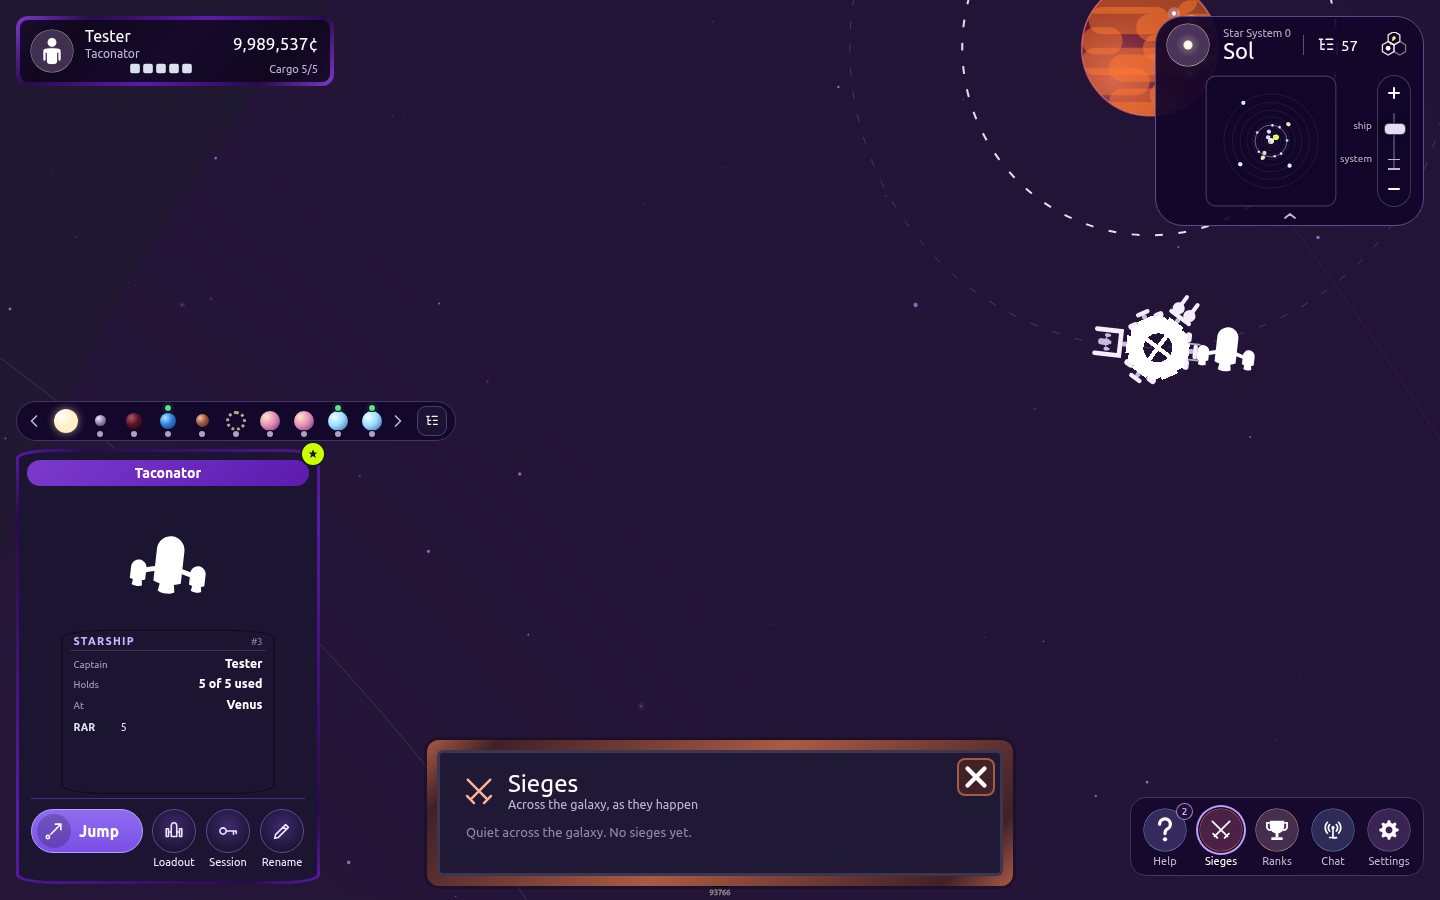 Tester
Taconator
9,989,537¢
Cargo 5/5
Star System 0
Sol
57
ship
system
Taconator
STARSHIP #3
Captain Tester
Holds 5 of 5 used
At Venus
RAR 5
Jump
Loadout Session Rename
Sieges
Across the galaxy, as they happen
Quiet across the galaxy. No sieges yet.
93766
2
Help Sieges Ranks Chat Settings